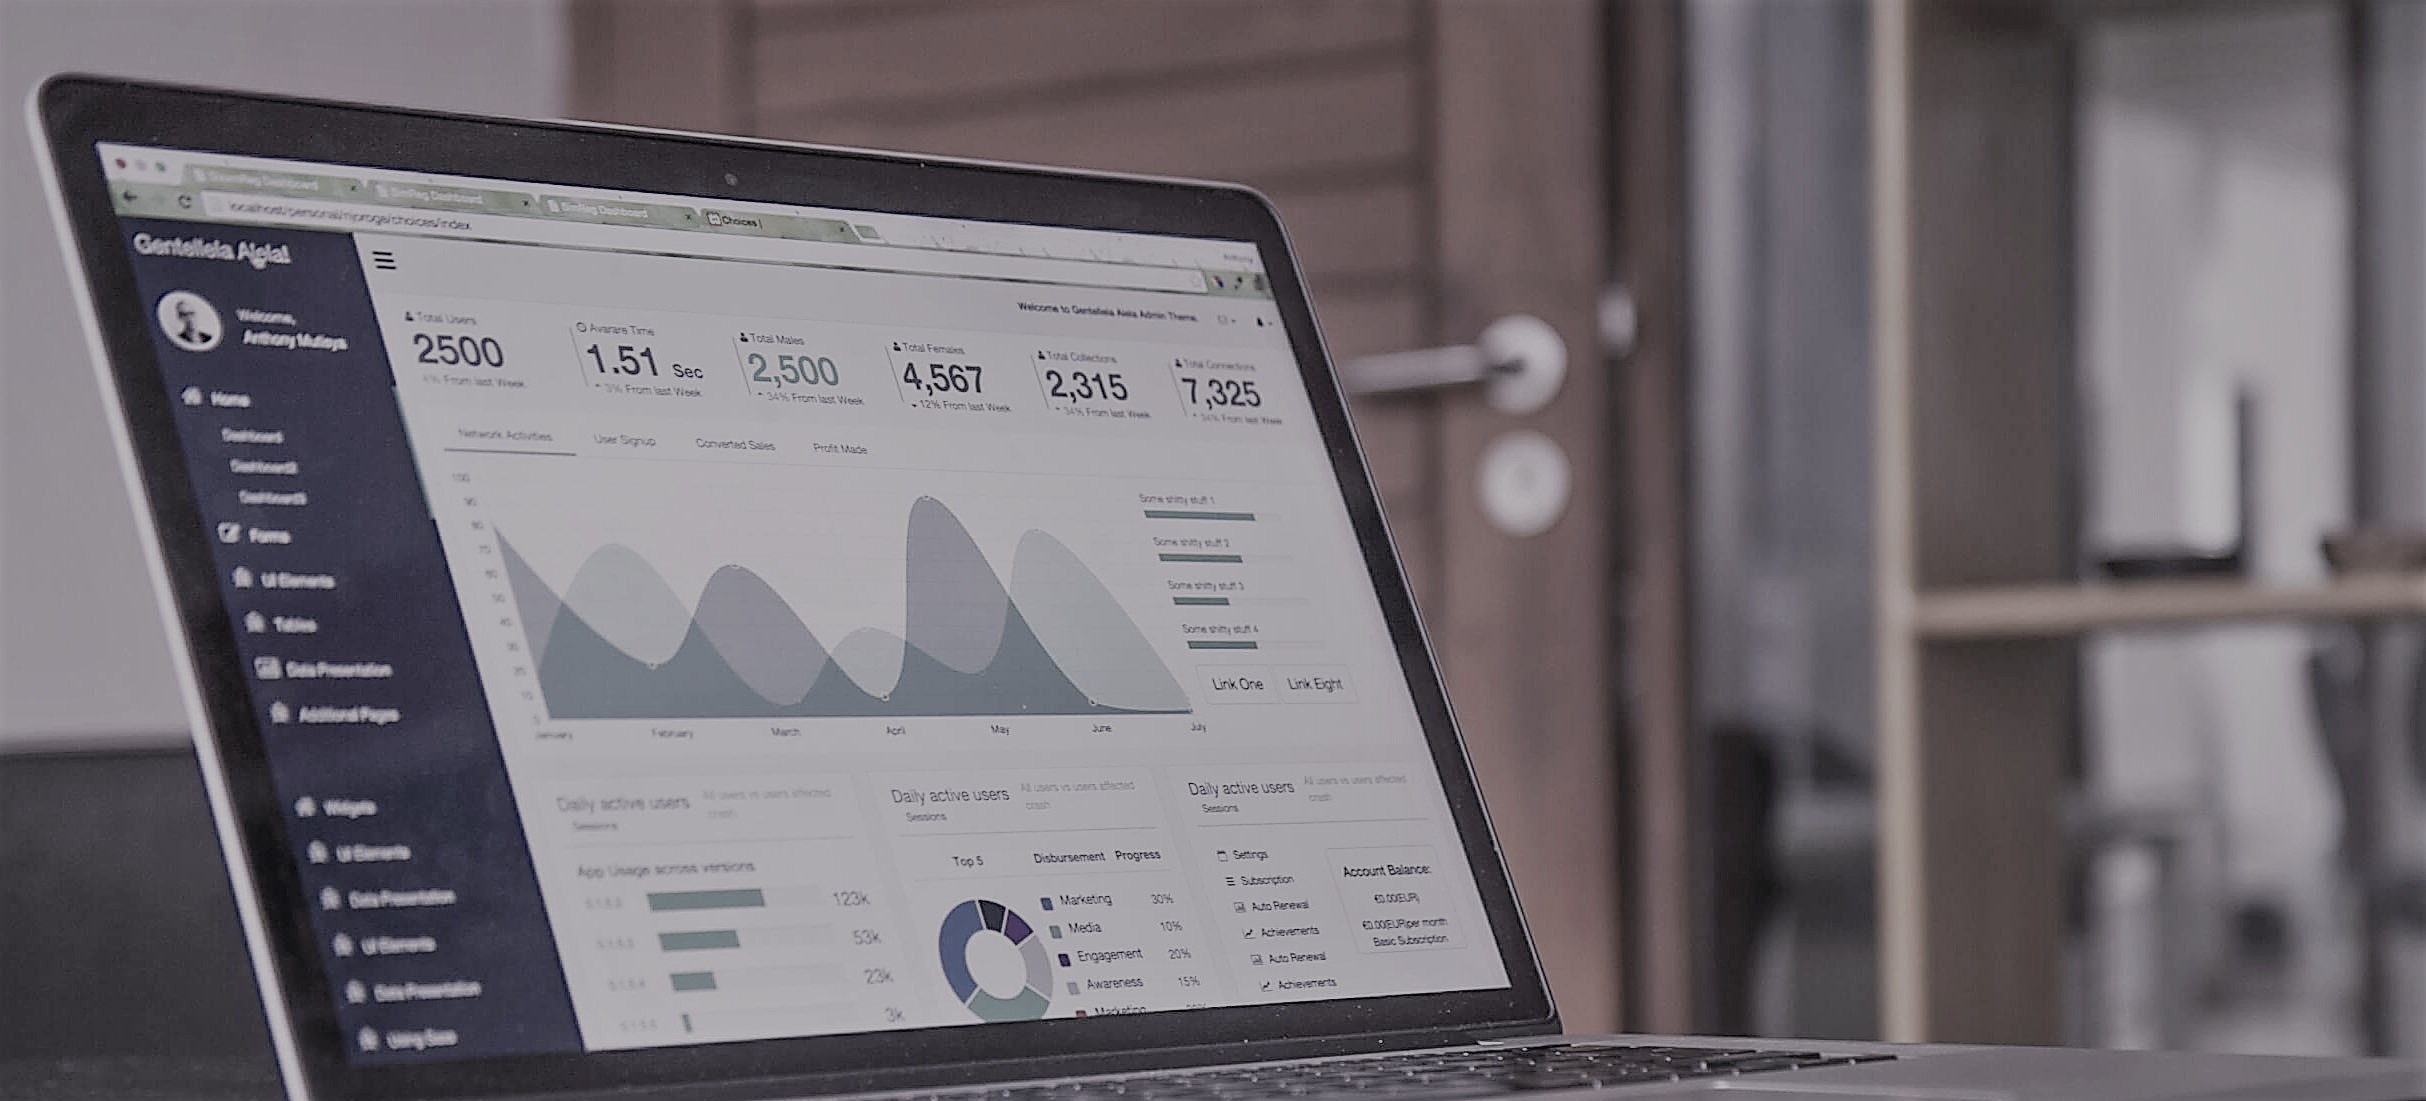 SimReg Dashboard
SimReg Dashboard
Choices |
localhost/personal/njroge/choices/index
Anthony
Gentellela Alela!
Welcome to Gentellela Alela Admin Theme.
Welcome,
Anthony Mutisya
Total Users
2500
4% From last Week
Avarare Time
1.51 Sec
3% From last Week
Total Males
2,500
34% From last Week
Total Females
4,567
12% From last Week
Total Collections
2,315
34% From last Week
Total Connections
7,325
34% From last Week
Home
Dashboard
Dashboard2
Dashboard3
Forms
UI Elements
Tables
Data Presentation
Additional Pages
Widgets
UI Elements
Data Presentation
UI Elements
Data Presentation
Network Activities
User Signup
Converted Sales
Profit Made
100
90
80
70
60
50
40
30
20
10
0
January
February
March
April
May
June
July
Some shitty stuff 1
Some shitty stuff 2
Some shitty stuff 3
Some shitty stuff 4
Link One
Link Eight
Daily active users
All users vs users affected
crash
Sessions
App Usage across versions
123k
53k
23k
3k
Daily active users
All users vs users affected
crash
Sessions
Top 5
Disbursement
Progress
Marketing 30%
Media 10%
Engagement 20%
Awareness 15%
Marketing
Daily active users
All users vs users affected
crash
Sessions
Settings
Subscription
Auto Renewal
Achievements
Auto Renewal
Achievements
Account Balance:
€0.00(EUR)
€0.00(EUR)per month
Basic Subscription